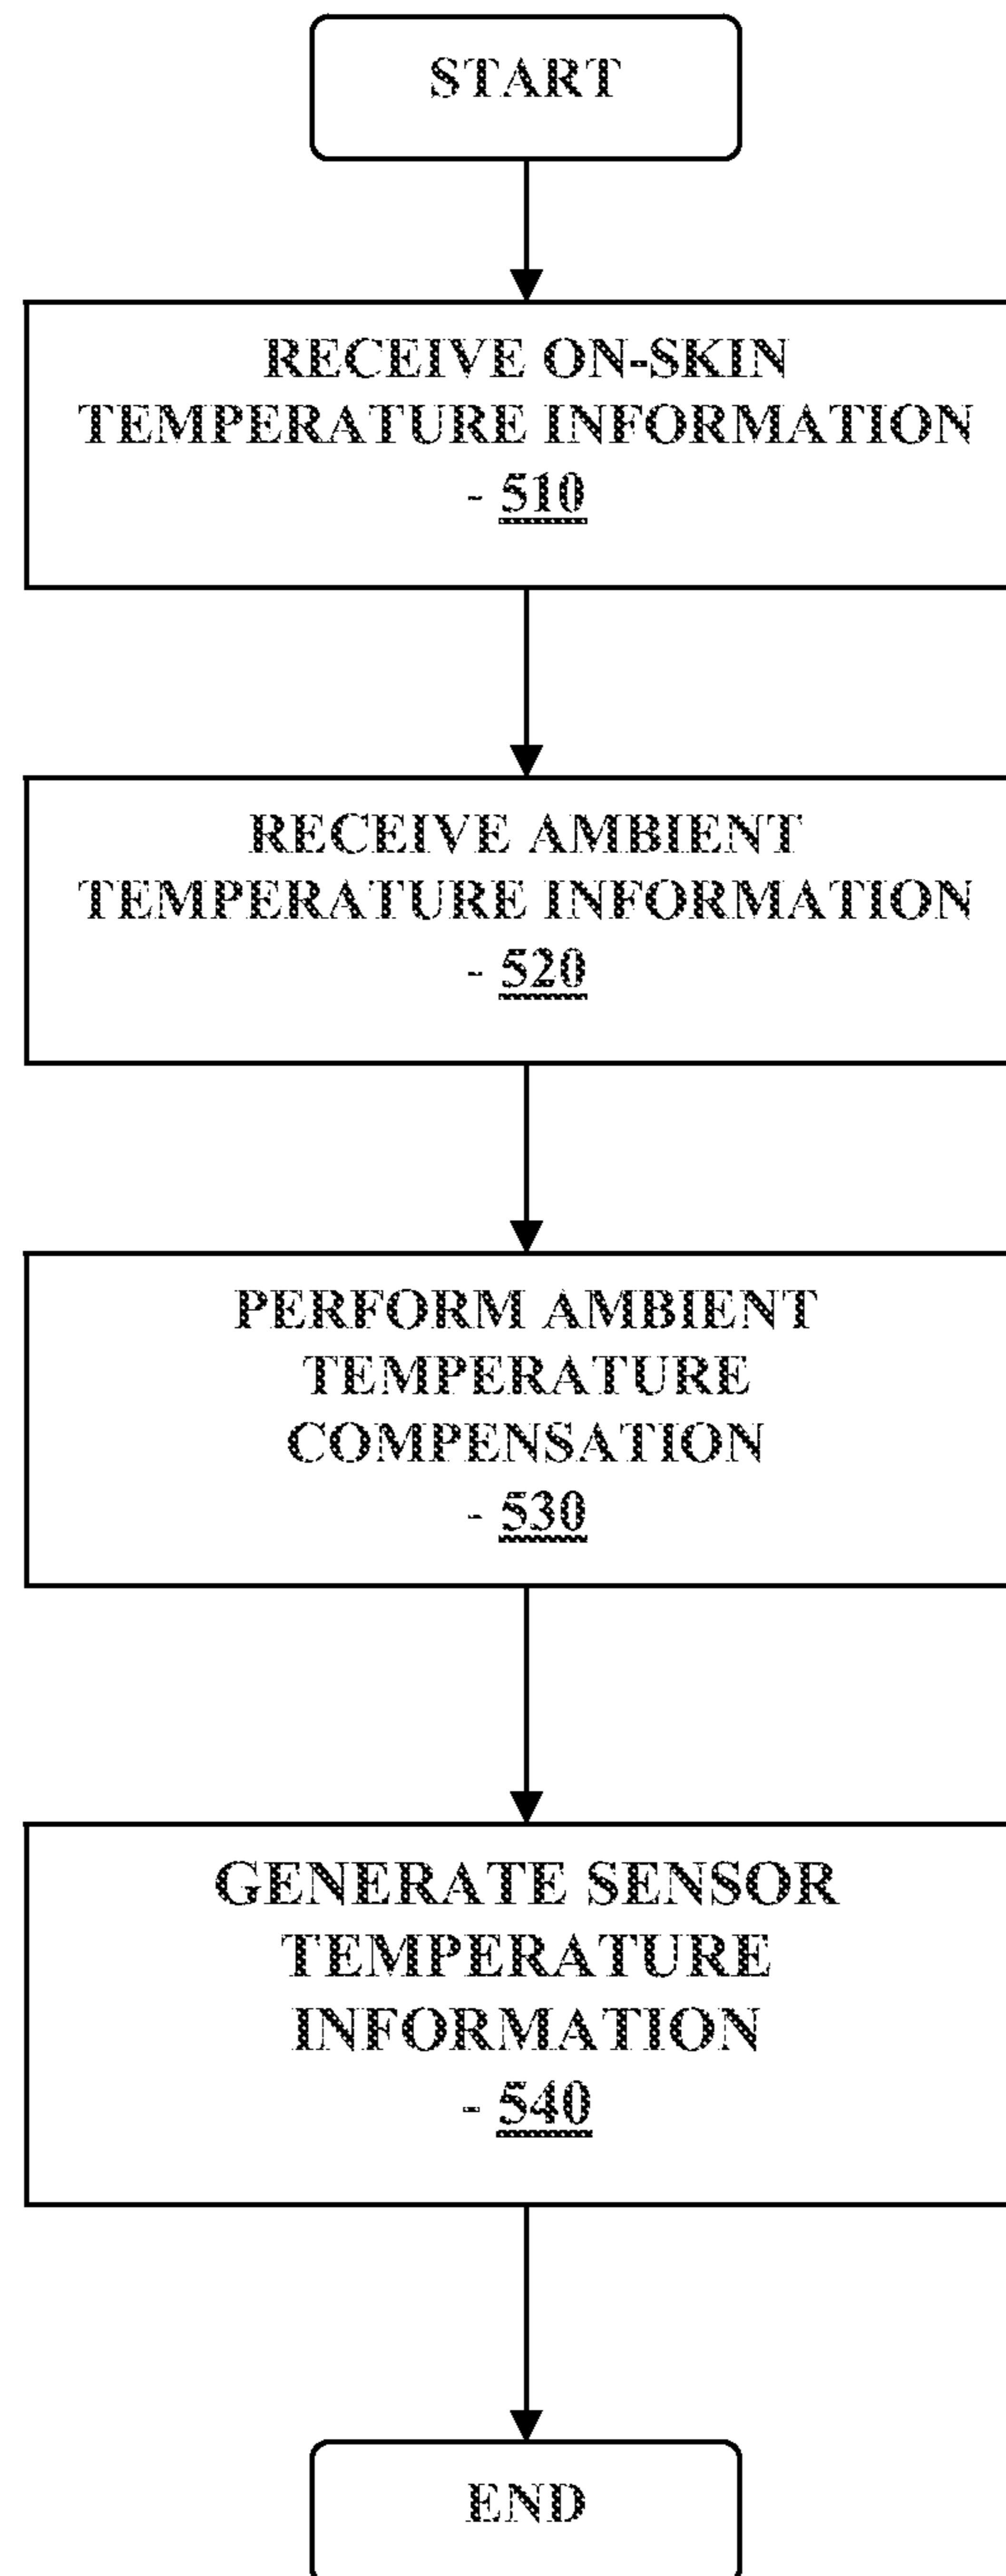 START
RECEIVE ON-SKIN
TEMPERATURE INFORMATION
- 510
RECEIVE AMBIENT
TEMPERATURE INFORMATION
- 520
PERFORM AMBIENT
TEMPERATURE
COMPENSATION
- 530
GENERATE SENSOR
TEMPERATURE
INFORMATION
- 540
END